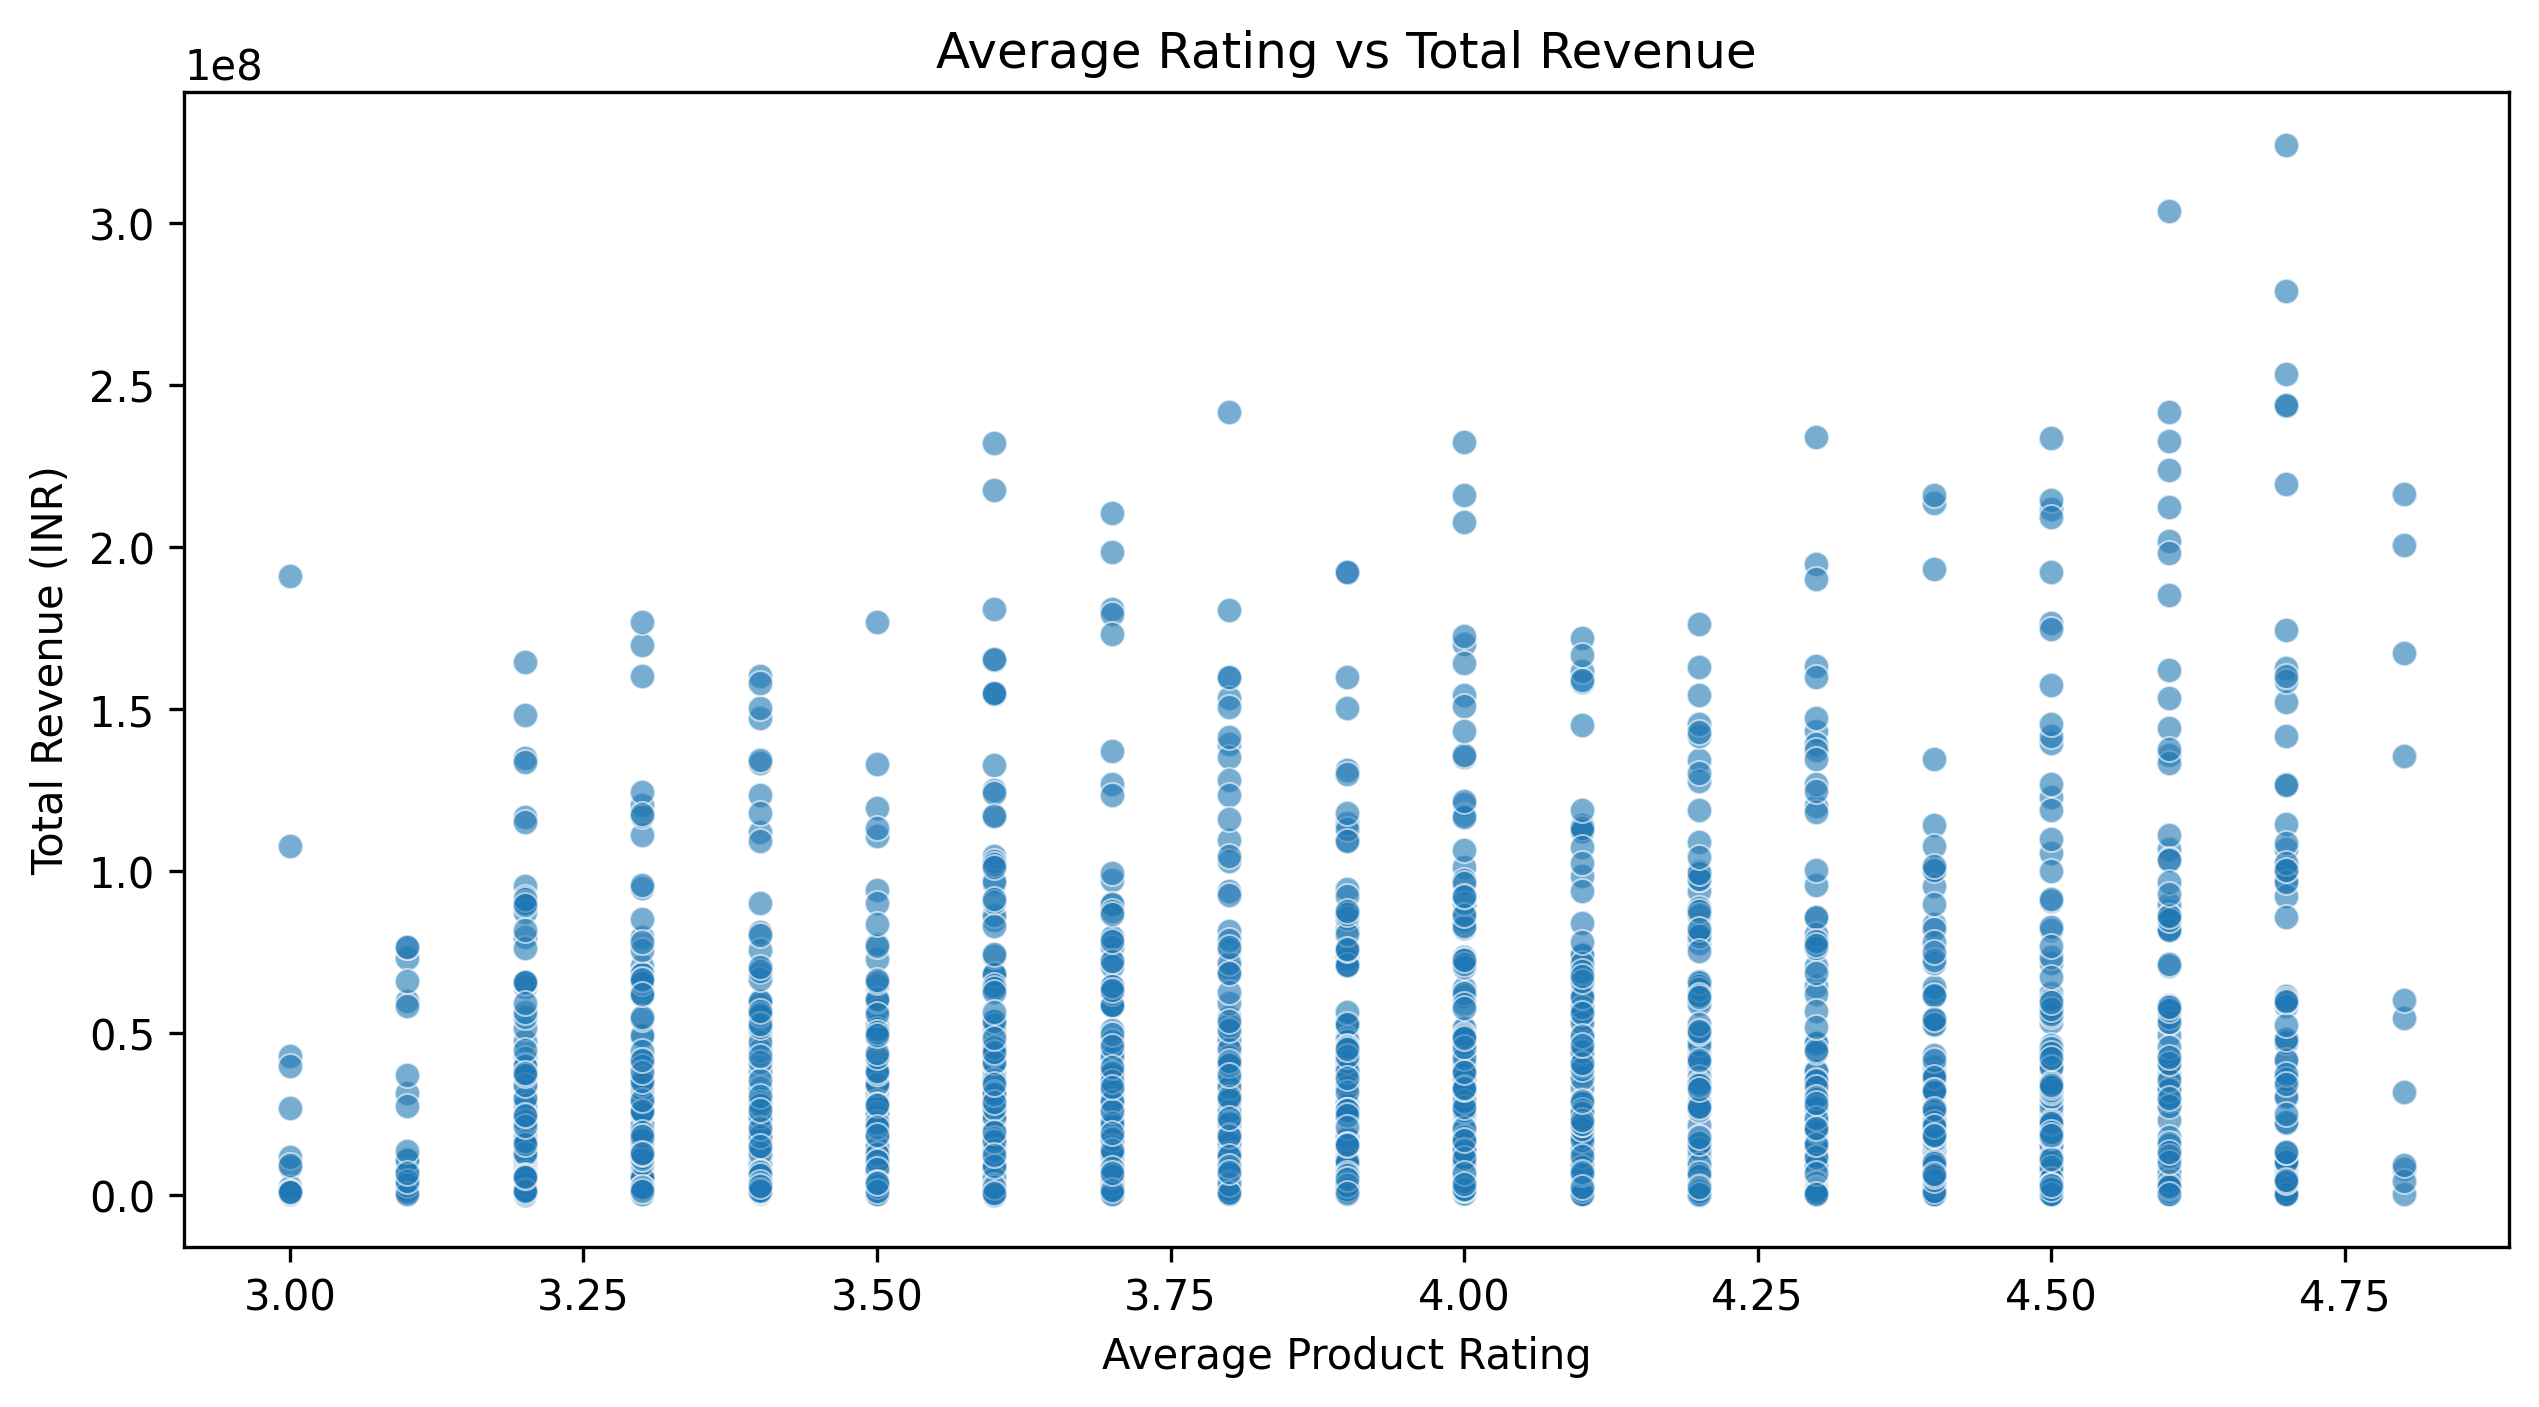 Average Rating vs Total Revenue
1e8
3.0
2.5
2.0
1.5
1.0
0.5
0.0
Total Revenue (INR)
3.00 3.25 3.50 3.75 4.00 4.25 4.50 4.75
Average Product Rating